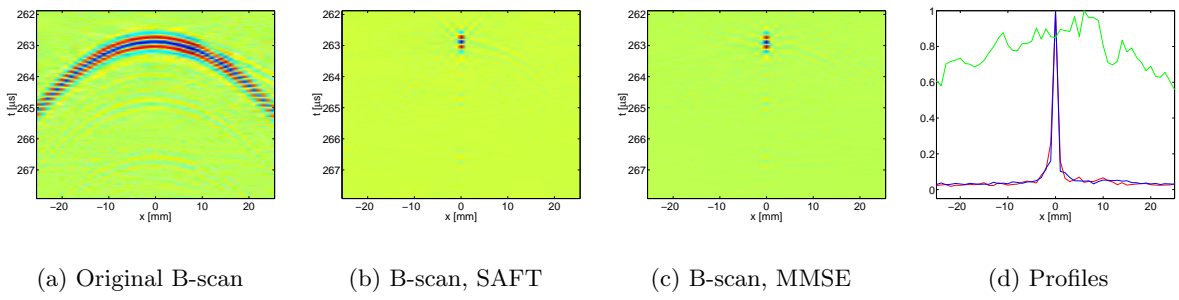 262
263
264
265
266
267
t [µs]
−20 −10 0 10 20
x [mm]
262
263
264
265
266
267
t [µs]
−20 −10 0 10 20
x [mm]
262
263
264
265
266
267
t [µs]
−20 −10 0 10 20
x [mm]
1
0.8
0.6
0.4
0.2
0
−20 −10 0 10 20
x [mm]
(a) Original B-scan
(b) B-scan, SAFT
(c) B-scan, MMSE
(d) Profiles